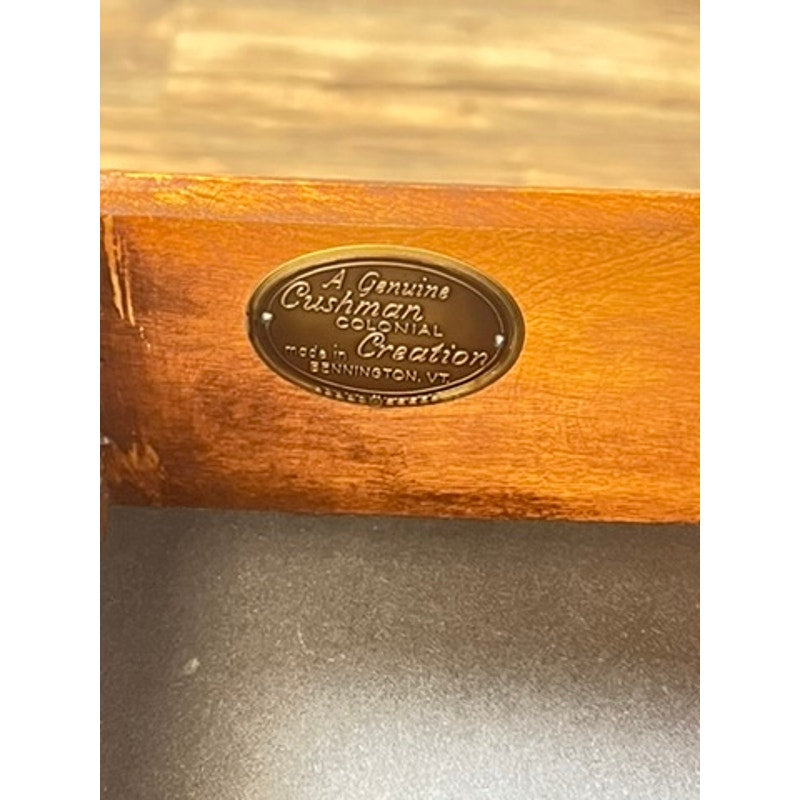 A Genuine
Cushman
COLONIAL
made in Creation
BENNINGTON, VT.